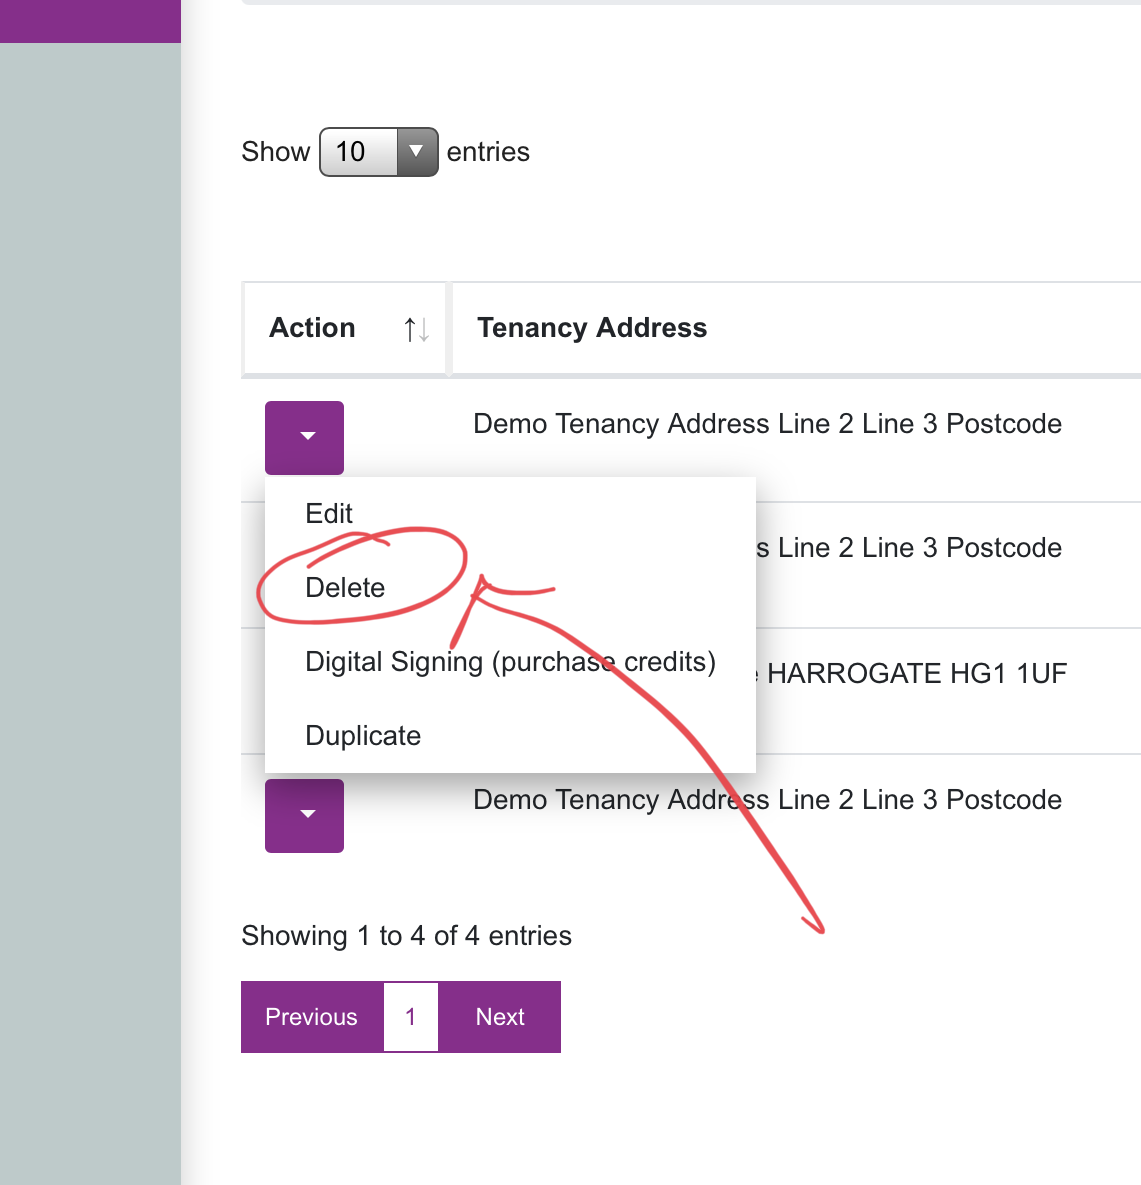 Show 10 entries
Action Tenancy Address
Demo Tenancy Address Line 2 Line 3 Postcode
Edit
s Line 2 Line 3 Postcode
Delete
Digital Signing (purchase credits)
HARROGATE HG1 1UF
Duplicate
Demo Tenancy Address Line 2 Line 3 Postcode
Showing 1 to 4 of 4 entries
Previous 1 Next